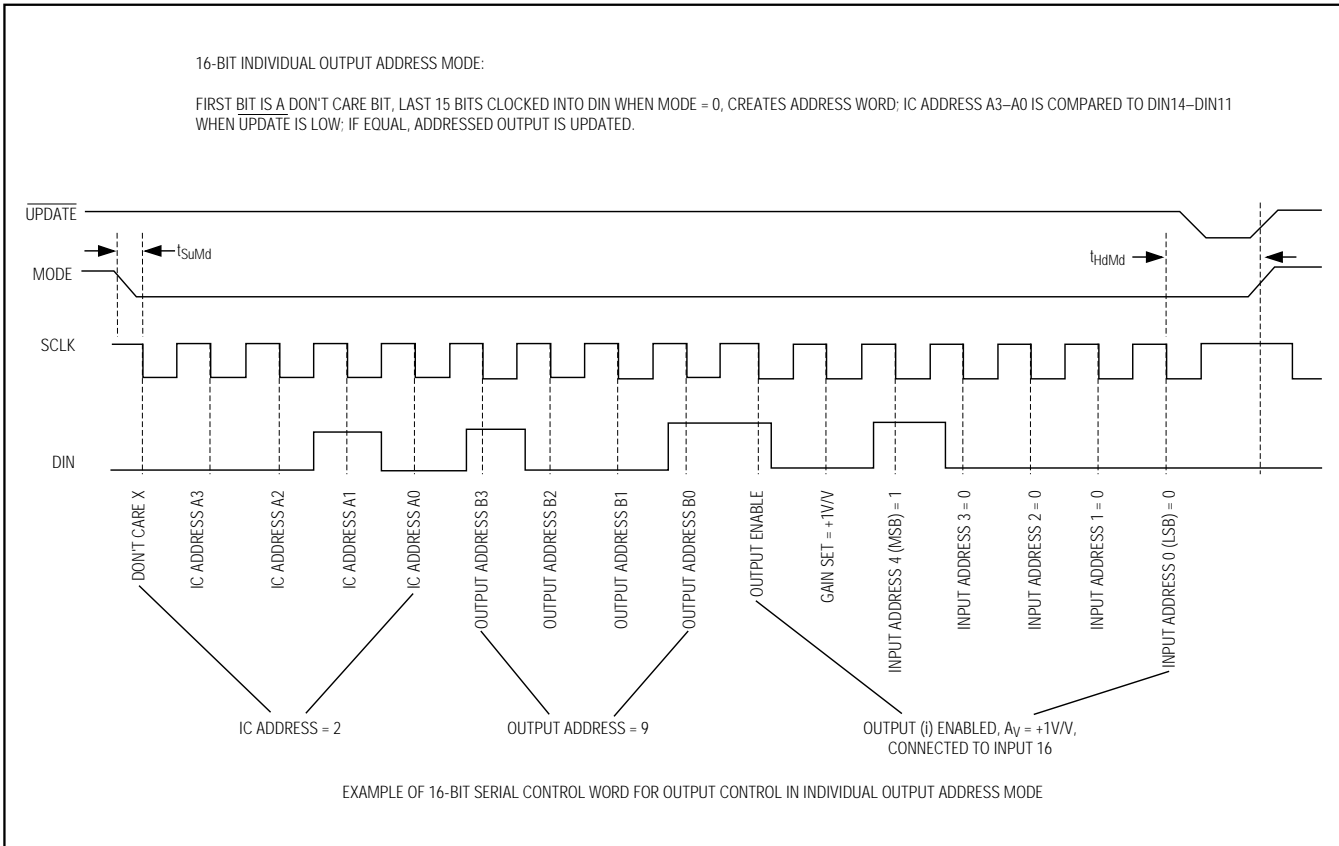 16-BIT INDIVIDUAL OUTPUT ADDRESS MODE:
FIRST BIT IS A DON'T CARE BIT, LAST 15 BITS CLOCKED INTO DIN WHEN MODE = 0, CREATES ADDRESS WORD; IC ADDRESS A3–A0 IS COMPARED TO DIN14–DIN11
WHEN UPDATE IS LOW; IF EQUAL, ADDRESSED OUTPUT IS UPDATED.
UPDATE
tSuMd
tHdMd
MODE
SCLK
DIN
DON'T CARE X
IC ADDRESS A3
IC ADDRESS A2
IC ADDRESS A1
IC ADDRESS A0
OUTPUT ADDRESS B3
OUTPUT ADDRESS B2
OUTPUT ADDRESS B1
OUTPUT ADDRESS B0
OUTPUT ENABLE
GAIN SET = +1V/V
INPUT ADDRESS 4 (MSB) = 1
INPUT ADDRESS 3 = 0
INPUT ADDRESS 2 = 0
INPUT ADDRESS 1 = 0
INPUT ADDRESS 0 (LSB) = 0
IC ADDRESS = 2
OUTPUT ADDRESS = 9
OUTPUT (i) ENABLED, AV = +1V/V,
CONNECTED TO INPUT 16
EXAMPLE OF 16-BIT SERIAL CONTROL WORD FOR OUTPUT CONTROL IN INDIVIDUAL OUTPUT ADDRESS MODE